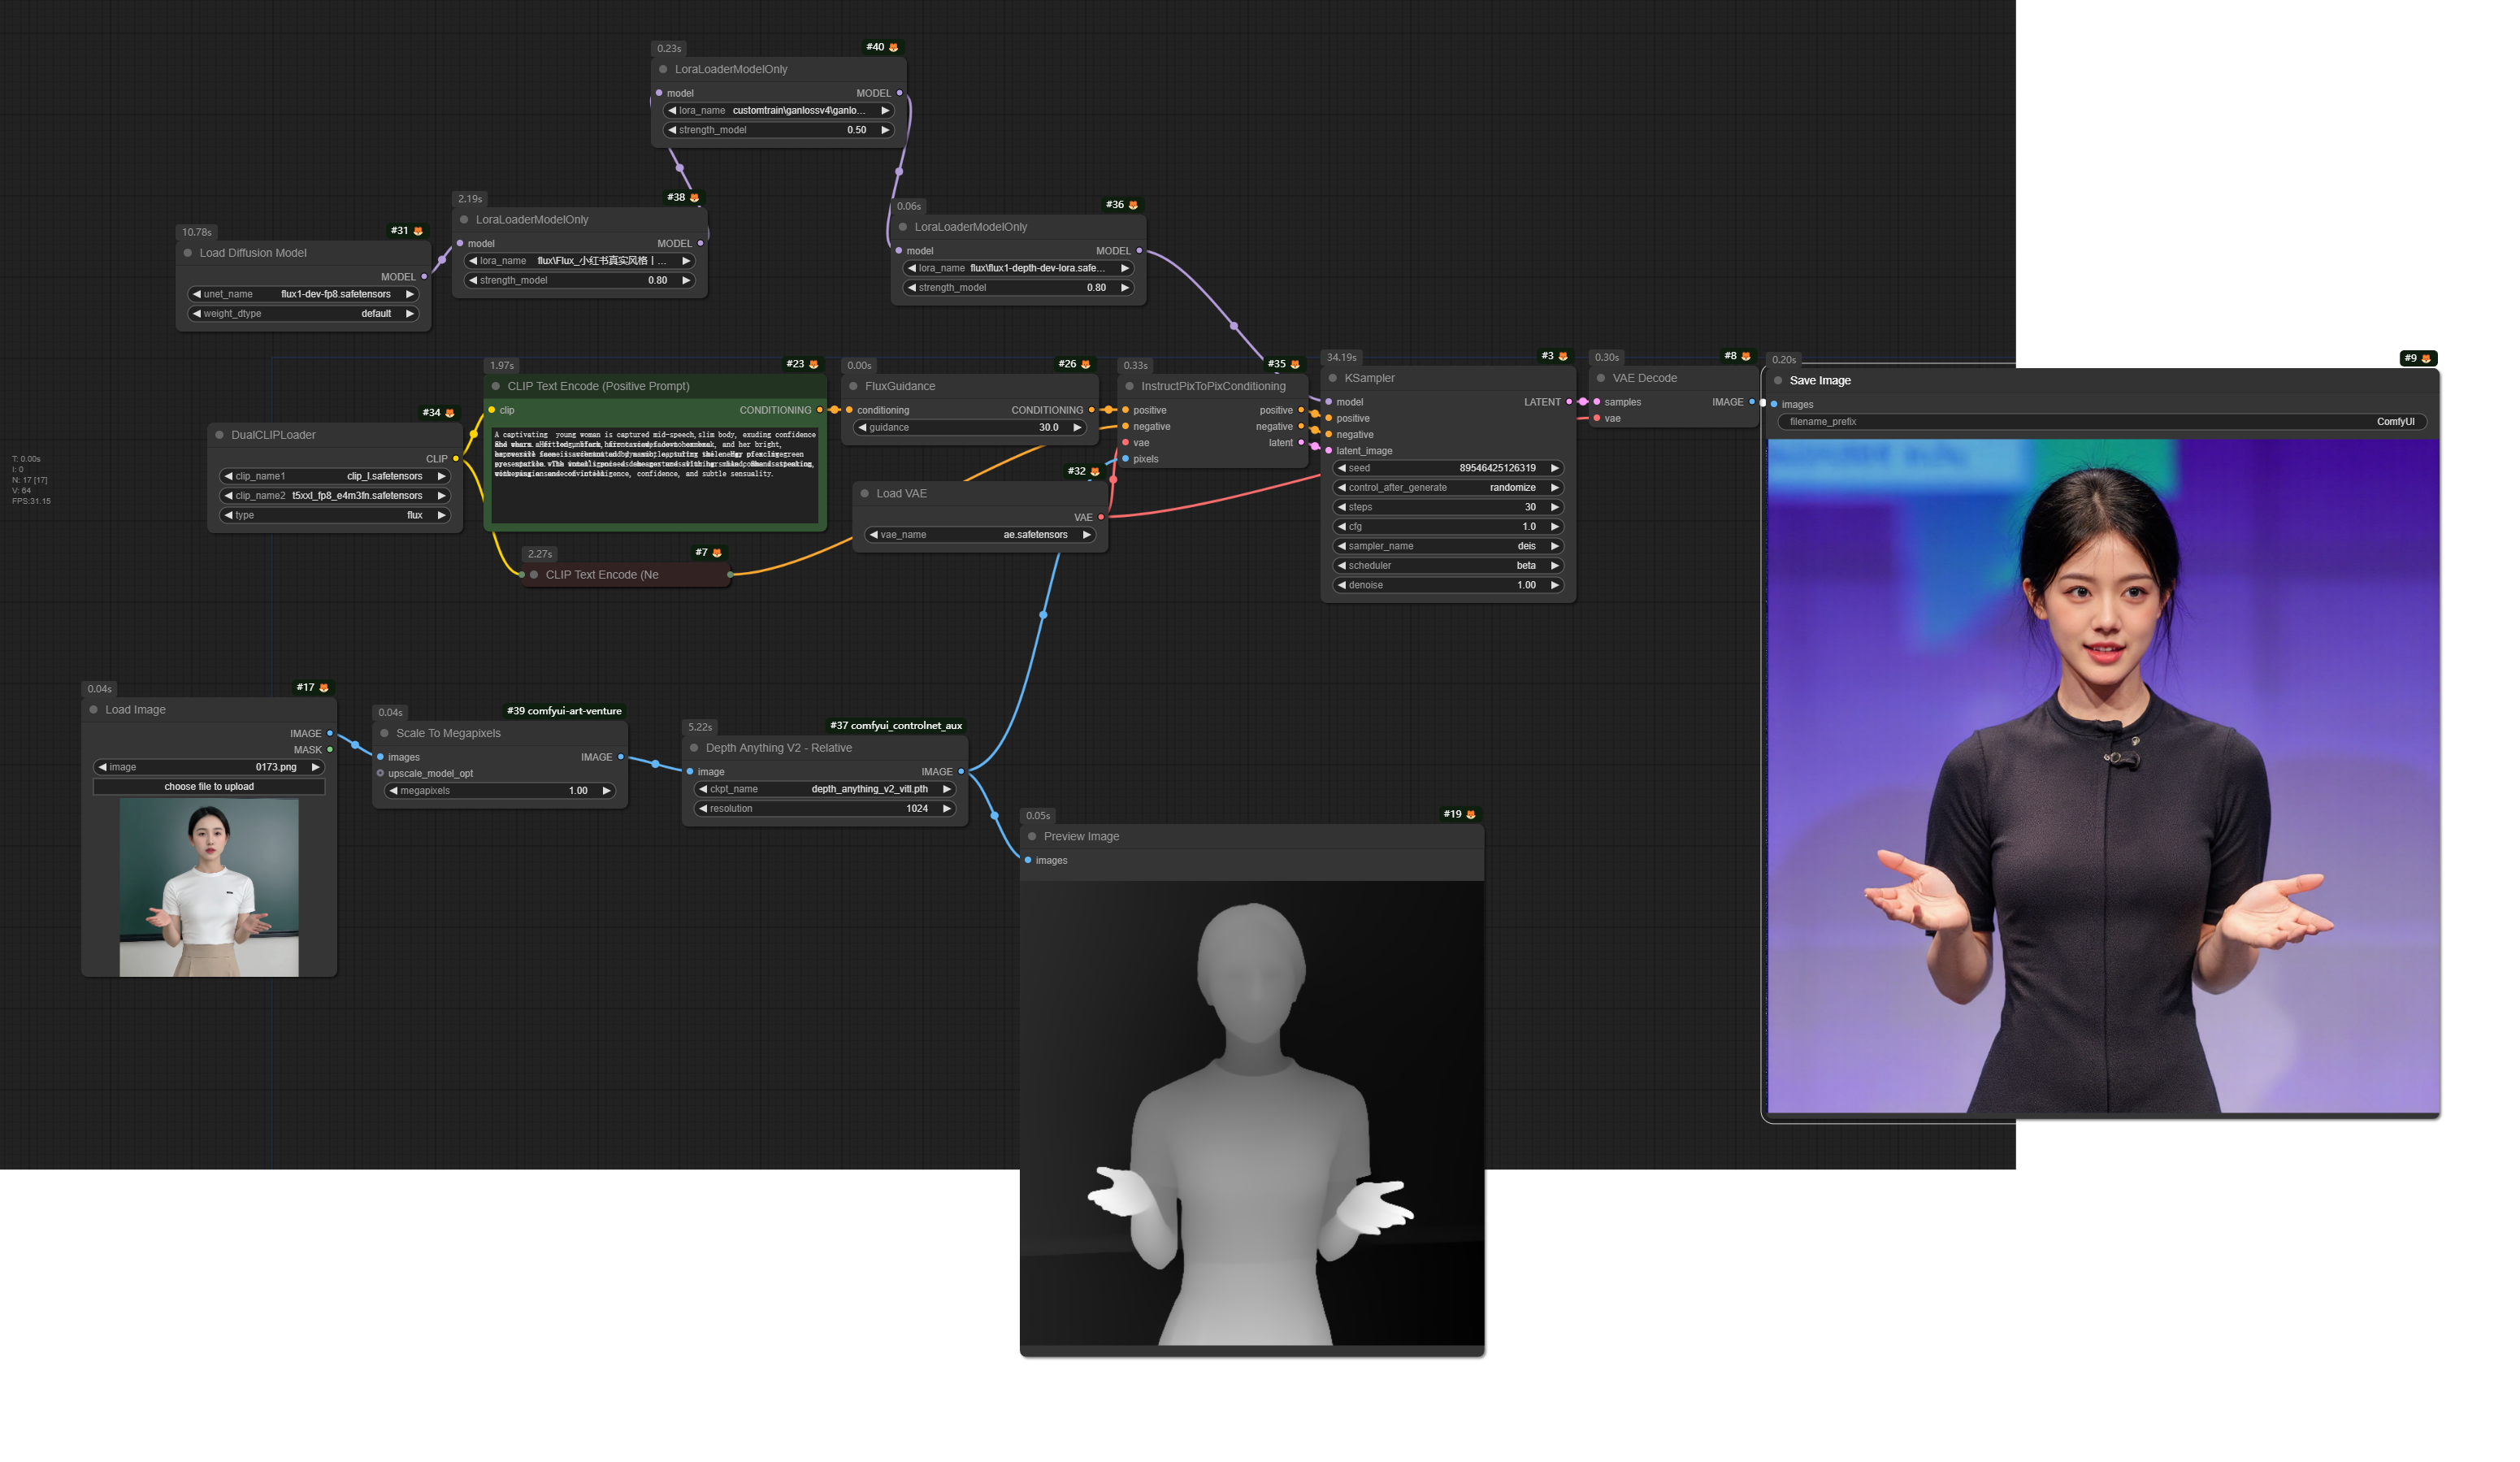 0.23s
#40
LoraLoaderModelOnly
model
MODEL
lora_name customtrain\ganlossv4\ganlo...
strength_model 0.50
2.19s
#38
LoraLoaderModelOnly
model
MODEL
lora_name flux\Flux_小红书真实风格丨...
strength_model 0.80
0.06s
#36
LoraLoaderModelOnly
model
MODEL
lora_name flux\flux1-depth-dev-lora.safe...
strength_model 0.80
10.78s
#31
Load Diffusion Model
MODEL
unet_name flux1-dev-fp8.safetensors
weight_dtype default
#34
DualCLIPLoader
CLIP
clip_name1 clip_l.safetensors
clip_name2 t5xxl_fp8_e4m3fn.safetensors
type flux
T: 0.00s
I: 0
N: 17 [17]
V: 64
FPS:31.15
1.97s
#23
CLIP Text Encode (Positive Prompt)
clip
CONDITIONING
A captivating young woman is captured mid-speech,slim body, exuding confidence
and her bright,
confidence, and subtle sensuality.
2.27s
#7
CLIP Text Encode (Ne
0.00s
#26
FluxGuidance
conditioning
CONDITIONING
guidance 30.0
0.33s
#35
InstructPixToPixConditioning
positive
positive
negative
negative
vae
latent
pixels
#32
Load VAE
VAE
vae_name ae.safetensors
34.19s
#3
KSampler
model
LATENT
positive
negative
latent_image
seed 89546425126319
control_after_generate randomize
steps 30
cfg 1.0
sampler_name deis
scheduler beta
denoise 1.00
0.30s
#8
VAE Decode
samples
IMAGE
vae
0.20s
#9
Save Image
images
filename_prefix ComfyUI
0.04s
#17
Load Image
IMAGE
MASK
image 0173.png
choose file to upload
0.04s
#39 comfyui-art-venture
Scale To Megapixels
images
IMAGE
upscale_model_opt
megapixels 1.00
5.22s
#37 comfyui_controlnet_aux
Depth Anything V2 - Relative
image
IMAGE
ckpt_name depth_anything_v2_vitl.pth
resolution 1024
0.05s
#19
Preview Image
images